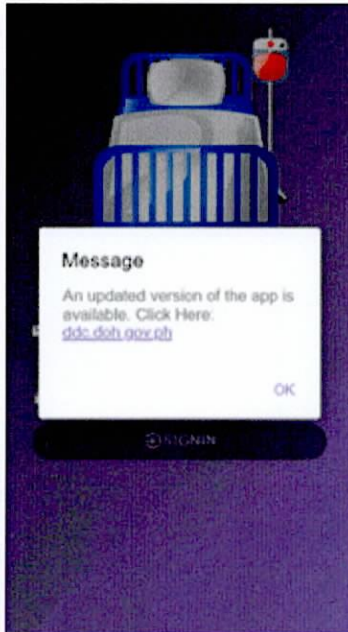 Message
An updated version of the app is
available. Click Here:
ddc.doh.gov.ph
OK
SIGNIN